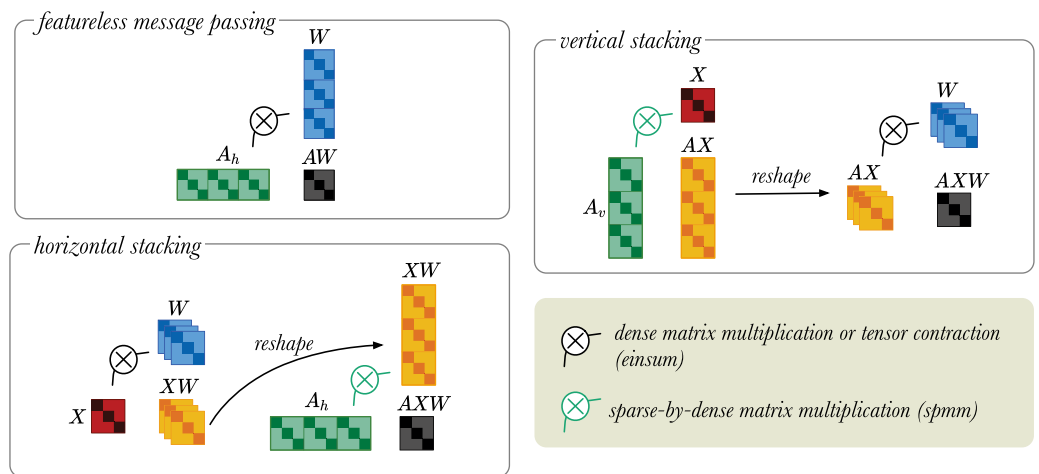 featureless message passing
W
A_h
AW
horizontal stacking
W
X
XW
reshape
XW
A_h
AXW
vertical stacking
X
A_v
AX
reshape
W
AX
AXW
dense matrix multiplication or tensor contraction
(einsum)
sparse-by-dense matrix multiplication (spmm)